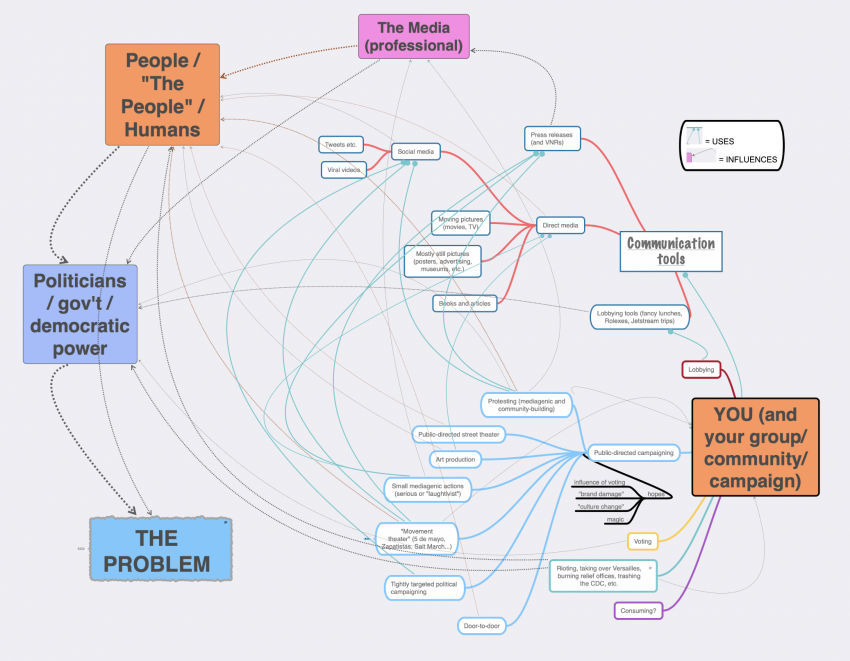 The Media
(professional)
People /
"The
People" /
Humans
Press releases
(and VNRs)
= USES
= INFLUENCES
Tweets etc.
Social media
Viral videos
Moving pictures
(movies, TV)
Direct media
Communication
tools
Mostly still pictures
(posters, advertising,
museums, etc.)
Politicians
/ gov't /
democratic
power
Books and articles
Lobbying tools (fancy lunches,
Rolexes, Jetstream trips)
Lobbying
Protesting (mediagenic and
community-building)
YOU (and
your group/
community/
campaign)
Public-directed street theater
Art production
Public-directed campaigning
Small mediagenic actions
(serious or "laughtivist")
influence of voting
"brand damage"
hopes
"culture change"
magic
THE
PROBLEM
"Movement
theater" (5 de mayo,
Zapatistas, Salt March...)
Voting
Rioting, taking over Versailles,
burning relief offices, trashing
the CDC, etc.
Tightly targeted political
campaigning
Consuming?
Door-to-door